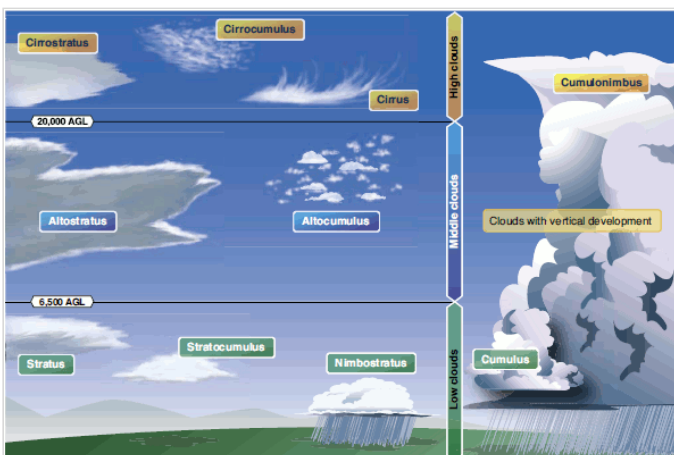 Cirrostratus
Cirrocumulus
Cirrus
High clouds
Cumulonimbus
20,000 AGL
Altostratus
Altocumulus
Middle clouds
Clouds with vertical development
6,500 AGL
Stratus
Stratocumulus
Nimbostratus
Low clouds
Cumulus